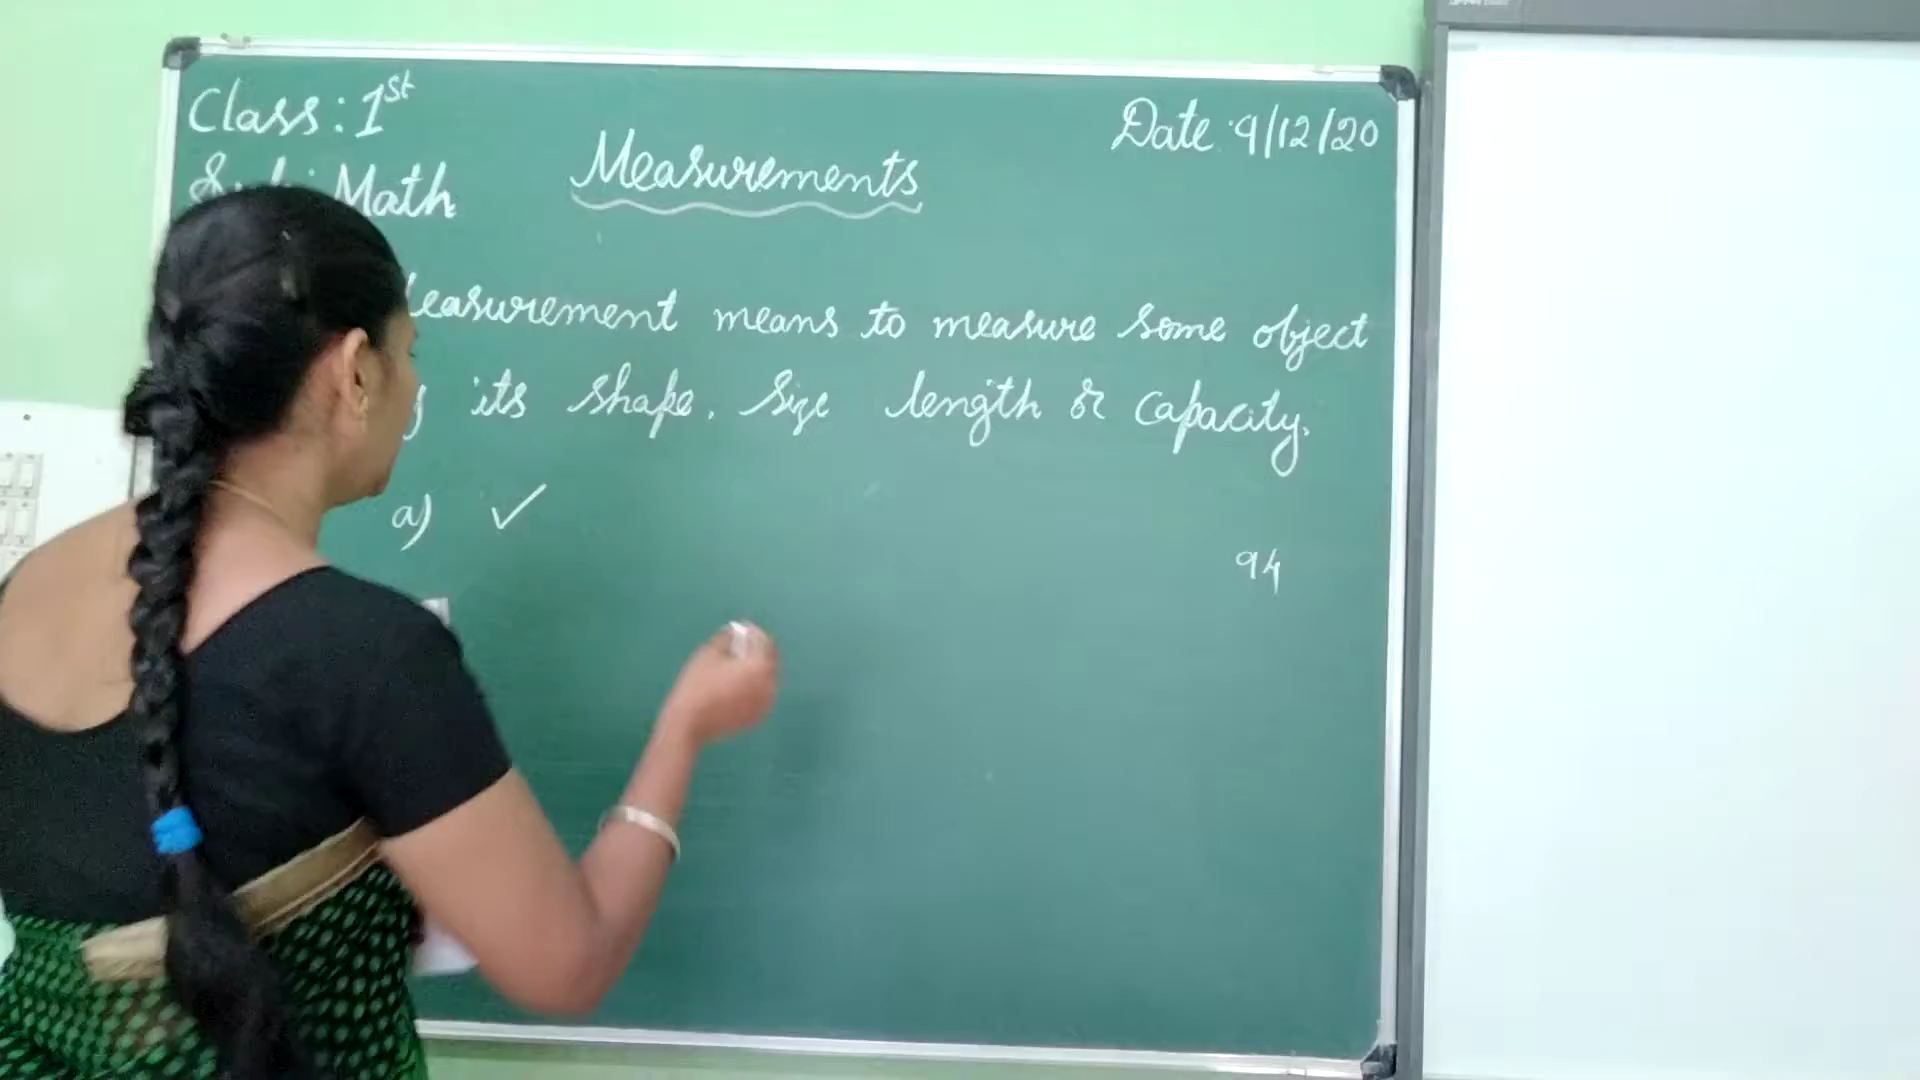 Class: 1st
Date: 9/12/20
Sub: Math
Measurements
Measurement means to measure some object
its shape. Size length or capacity.
a) ✓
94